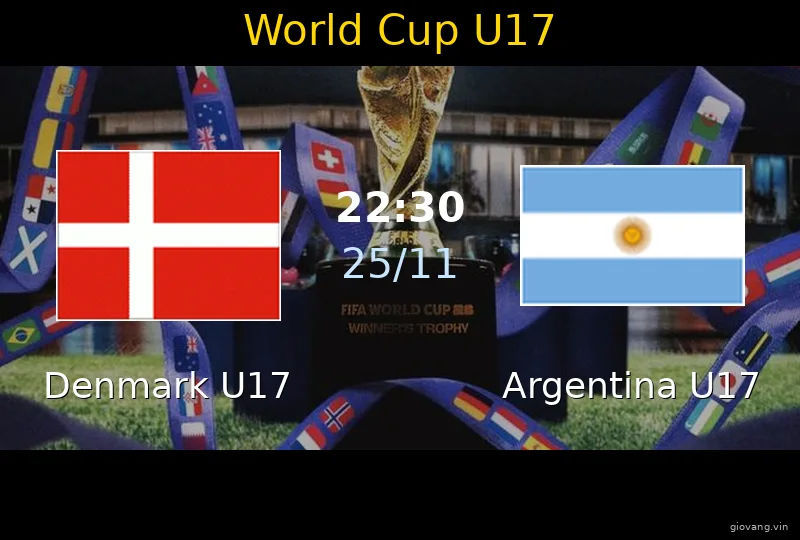 World Cup U17
22:30
25/11
FIFA WORLD CUP
WINNER'S TROPHY
Denmark U17
Argentina U17
giovang.vin